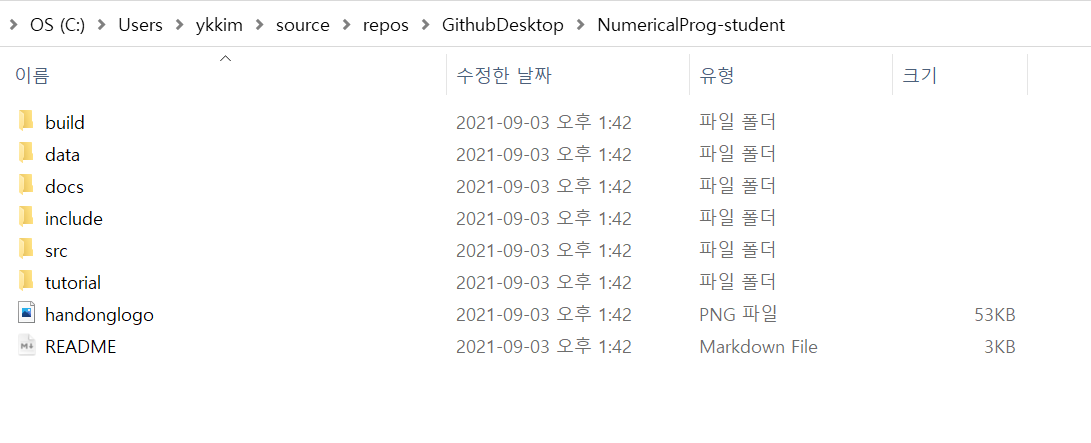 OS (C:) > Users > ykkim > source > repos > GithubDesktop > NumericalProg-student
이름 수정한 날짜 유형 크기
build 2021-09-03 오후 1:42 파일 폴더
data 2021-09-03 오후 1:42 파일 폴더
docs 2021-09-03 오후 1:42 파일 폴더
include 2021-09-03 오후 1:42 파일 폴더
src 2021-09-03 오후 1:42 파일 폴더
tutorial 2021-09-03 오후 1:42 파일 폴더
handonglogo 2021-09-03 오후 1:42 PNG 파일 53KB
README 2021-09-03 오후 1:42 Markdown File 3KB